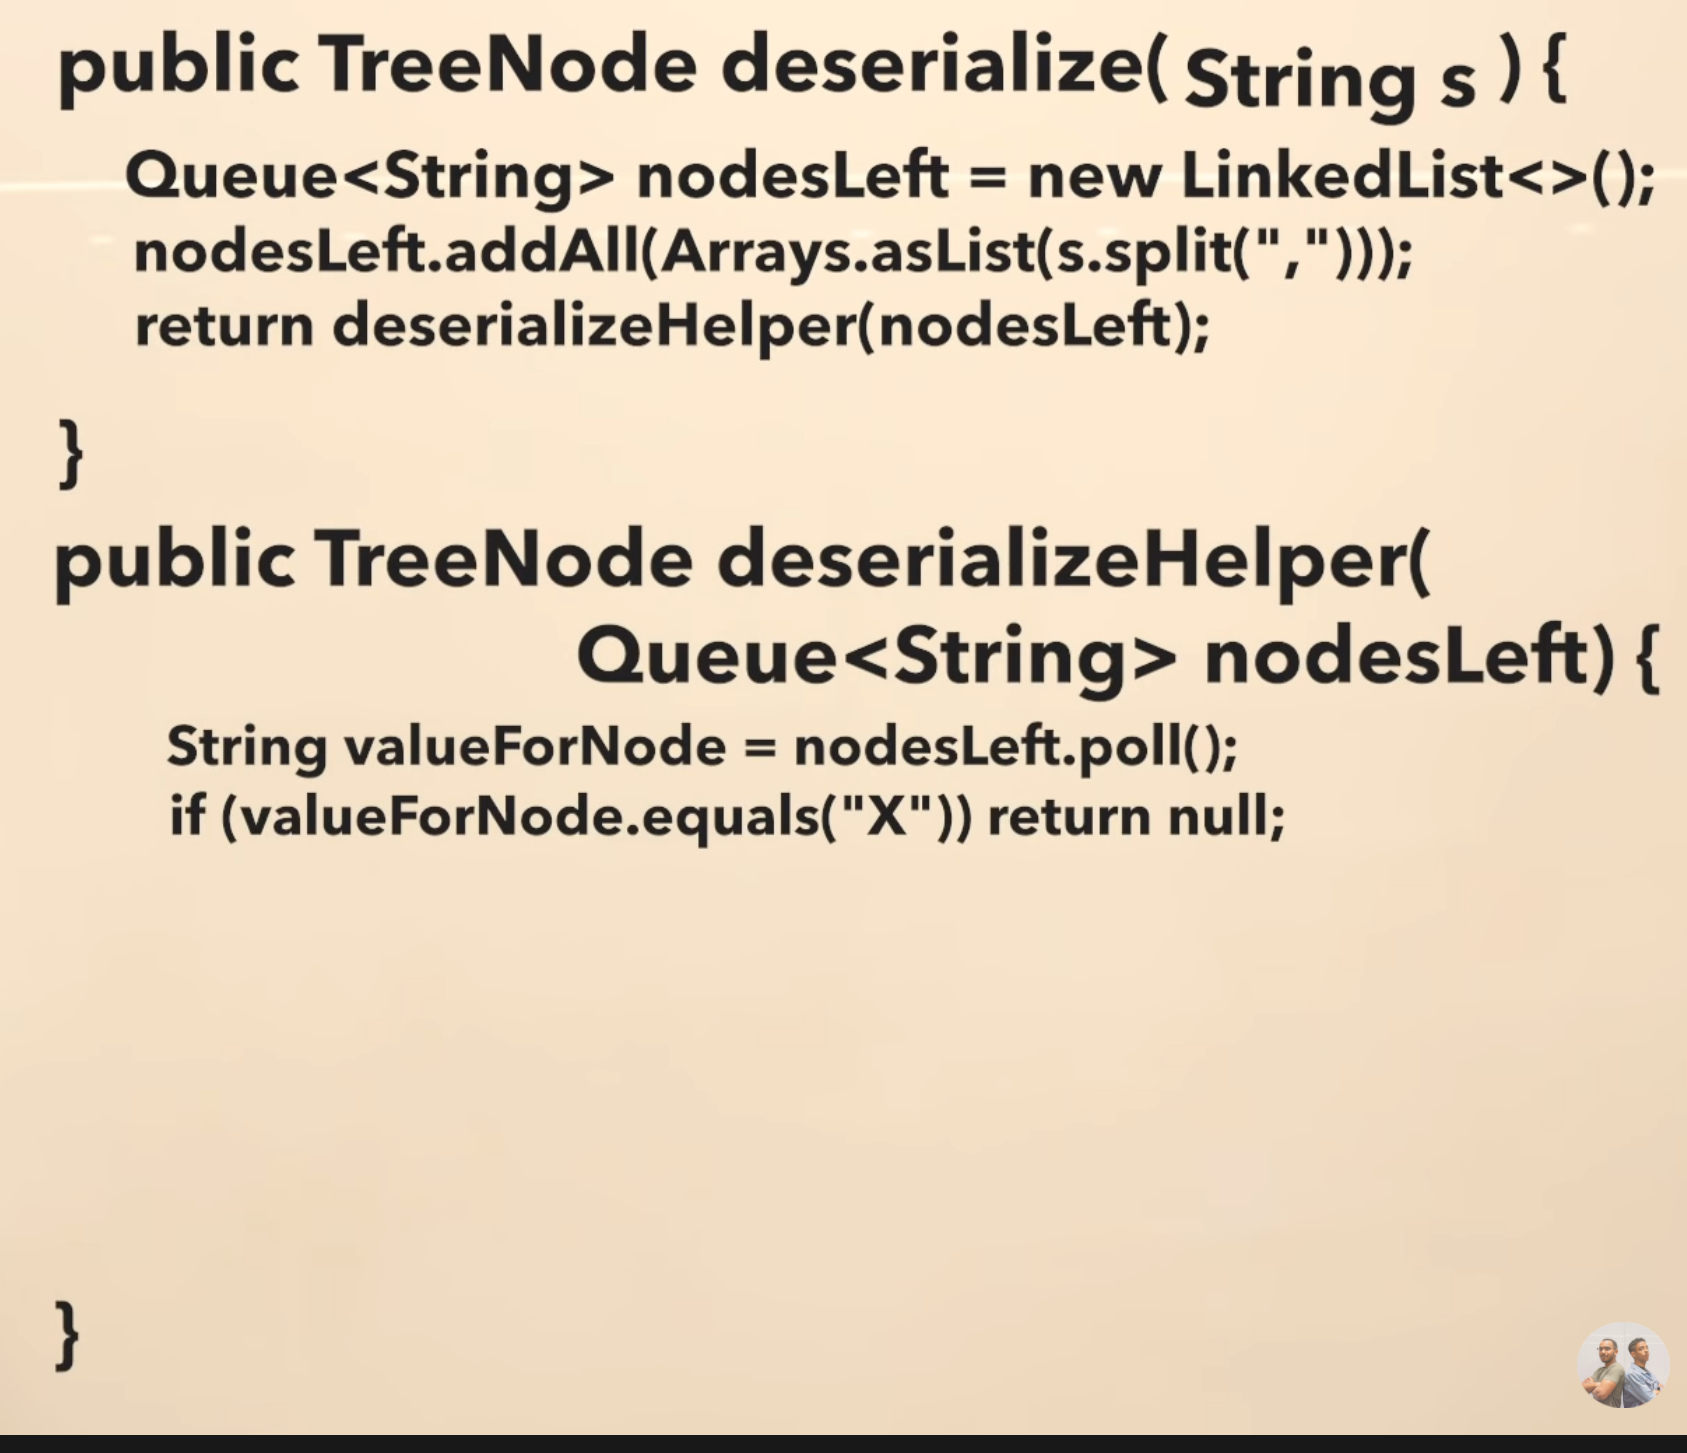 public TreeNode deserialize( String s ) {
Queue<String> nodesLeft = new LinkedList<>();
nodesLeft.addAll(Arrays.asList(s.split(",")));
return deserializeHelper(nodesLeft);
}
public TreeNode deserializeHelper(
Queue<String> nodesLeft) {
String valueForNode = nodesLeft.poll();
if (valueForNode.equals("X")) return null;
}